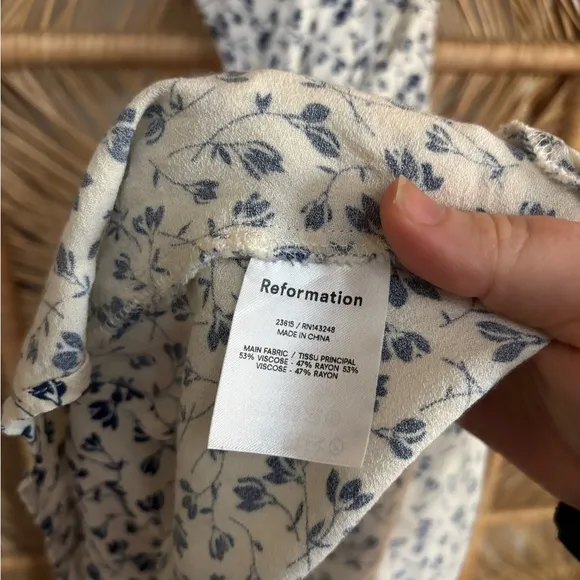 Reformation
23615 / RN143248
MADE IN CHINA
MAIN FABRIC / TISSU PRINCIPAL
53% VISCOSE - 47% RAYON 53%
VISCOSE - 47% RAYON